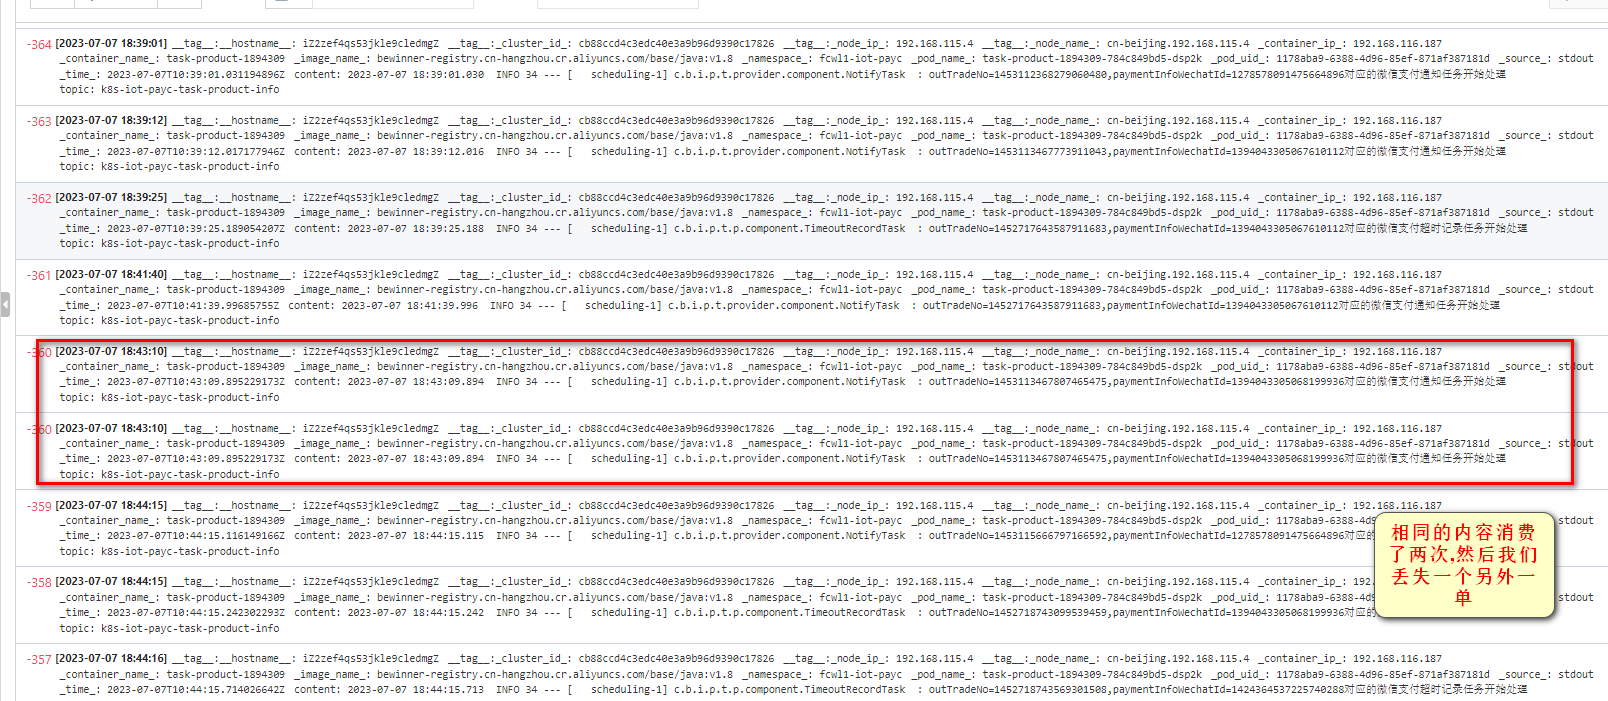 -364 [2023-07-07 18:39:01] __tag__:__hostname__: iZ2zef4qs53jkle9cledmgZ __tag__:_cluster_id_: cb88ccd4c3edc40e3a9b96d9390c17826 __tag__:_node_ip_: 192.168.115.4 __tag__:_node_name_: cn-beijing.192.168.115.4 _container_ip_: 192.168.116.187
_container_name_: task-product-1894309 _image_name_: bewinner-registry.cn-hangzhou.cr.aliyuncs.com/base/java:v1.8 _namespace_: fcwl1-iot-payc _pod_name_: task-product-1894309-784c849bd5-dsp2k _pod_uid_: 1178aba9-6388-4d96-85ef-871af387181d _source_: stdout
_time_: 2023-07-07T10:39:01.031194896Z content: 2023-07-07 18:39:01.030 INFO 34 --- [ scheduling-1] c.b.i.p.t.provider.component.NotifyTask : outTradeNo=1453112368279060480,paymentInfoWechatId=1278578091475664896对应的微信支付通知任务开始处理
topic: k8s-iot-payc-task-product-info
-363 [2023-07-07 18:39:12] __tag__:__hostname__: iZ2zef4qs53jkle9cledmgZ __tag__:_cluster_id_: cb88ccd4c3edc40e3a9b96d9390c17826 __tag__:_node_ip_: 192.168.115.4 __tag__:_node_name_: cn-beijing.192.168.115.4 _container_ip_: 192.168.116.187
_container_name_: task-product-1894309 _image_name_: bewinner-registry.cn-hangzhou.cr.aliyuncs.com/base/java:v1.8 _namespace_: fcwl1-iot-payc _pod_name_: task-product-1894309-784c849bd5-dsp2k _pod_uid_: 1178aba9-6388-4d96-85ef-871af387181d _source_: stdout
_time_: 2023-07-07T10:39:12.017177946Z content: 2023-07-07 18:39:12.016 INFO 34 --- [ scheduling-1] c.b.i.p.t.provider.component.NotifyTask : outTradeNo=1453113467773911043,paymentInfoWechatId=1394043305067610112对应的微信支付通知任务开始处理
topic: k8s-iot-payc-task-product-info
-362 [2023-07-07 18:39:25] __tag__:__hostname__: iZ2zef4qs53jkle9cledmgZ __tag__:_cluster_id_: cb88ccd4c3edc40e3a9b96d9390c17826 __tag__:_node_ip_: 192.168.115.4 __tag__:_node_name_: cn-beijing.192.168.115.4 _container_ip_: 192.168.116.187
_container_name_: task-product-1894309 _image_name_: bewinner-registry.cn-hangzhou.cr.aliyuncs.com/base/java:v1.8 _namespace_: fcwl1-iot-payc _pod_name_: task-product-1894309-784c849bd5-dsp2k _pod_uid_: 1178aba9-6388-4d96-85ef-871af387181d _source_: stdout
_time_: 2023-07-07T10:39:25.189054207Z content: 2023-07-07 18:39:25.188 INFO 34 --- [ scheduling-1] c.b.i.p.t.p.component.TimeoutRecordTask : outTradeNo=1452717643587911683,paymentInfoWechatId=1394043305067610112对应的微信支付超时记录任务开始处理
topic: k8s-iot-payc-task-product-info
-361 [2023-07-07 18:41:40] __tag__:__hostname__: iZ2zef4qs53jkle9cledmgZ __tag__:_cluster_id_: cb88ccd4c3edc40e3a9b96d9390c17826 __tag__:_node_ip_: 192.168.115.4 __tag__:_node_name_: cn-beijing.192.168.115.4 _container_ip_: 192.168.116.187
_container_name_: task-product-1894309 _image_name_: bewinner-registry.cn-hangzhou.cr.aliyuncs.com/base/java:v1.8 _namespace_: fcwl1-iot-payc _pod_name_: task-product-1894309-784c849bd5-dsp2k _pod_uid_: 1178aba9-6388-4d96-85ef-871af387181d _source_: stdout
_time_: 2023-07-07T10:41:39.99685755Z content: 2023-07-07 18:41:39.996 INFO 34 --- [ scheduling-1] c.b.i.p.t.provider.component.NotifyTask : outTradeNo=1452717643587911683,paymentInfoWechatId=1394043305067610112对应的微信支付通知任务开始处理
topic: k8s-iot-payc-task-product-info
-360 [2023-07-07 18:43:10] __tag__:__hostname__: iZ2zef4qs53jkle9cledmgZ __tag__:_cluster_id_: cb88ccd4c3edc40e3a9b96d9390c17826 __tag__:_node_ip_: 192.168.115.4 __tag__:_node_name_: cn-beijing.192.168.115.4 _container_ip_: 192.168.116.187
_container_name_: task-product-1894309 _image_name_: bewinner-registry.cn-hangzhou.cr.aliyuncs.com/base/java:v1.8 _namespace_: fcwl1-iot-payc _pod_name_: task-product-1894309-784c849bd5-dsp2k _pod_uid_: 1178aba9-6388-4d96-85ef-871af387181d _source_: stdout
_time_: 2023-07-07T10:43:09.895229173Z content: 2023-07-07 18:43:09.894 INFO 34 --- [ scheduling-1] c.b.i.p.t.provider.component.NotifyTask : outTradeNo=1453113467807465475,paymentInfoWechatId=1394043305068199936对应的微信支付通知任务开始处理
topic: k8s-iot-payc-task-product-info
-360 [2023-07-07 18:43:10] __tag__:__hostname__: iZ2zef4qs53jkle9cledmgZ __tag__:_cluster_id_: cb88ccd4c3edc40e3a9b96d9390c17826 __tag__:_node_ip_: 192.168.115.4 __tag__:_node_name_: cn-beijing.192.168.115.4 _container_ip_: 192.168.116.187
_container_name_: task-product-1894309 _image_name_: bewinner-registry.cn-hangzhou.cr.aliyuncs.com/base/java:v1.8 _namespace_: fcwl1-iot-payc _pod_name_: task-product-1894309-784c849bd5-dsp2k _pod_uid_: 1178aba9-6388-4d96-85ef-871af387181d _source_: stdout
_time_: 2023-07-07T10:43:09.895229173Z content: 2023-07-07 18:43:09.894 INFO 34 --- [ scheduling-1] c.b.i.p.t.provider.component.NotifyTask : outTradeNo=1453113467807465475,paymentInfoWechatId=1394043305068199936对应的微信支付通知任务开始处理
topic: k8s-iot-payc-task-product-info
-359 [2023-07-07 18:44:15] __tag__:__hostname__: iZ2zef4qs53jkle9cledmgZ __tag__:_cluster_id_: cb88ccd4c3edc40e3a9b96d9390c17826 __tag__:_node_ip_: 192.168.115.4 __tag__:_node_name_: cn-beijing.192.168.115.4 _container_ip_: 192.168.116.187
_container_name_: task-product-1894309 _image_name_: bewinner-registry.cn-hangzhou.cr.aliyuncs.com/base/java:v1.8 _namespace_: fcwl1-iot-payc _pod_name_: task-product-1894309-784c849bd5-dsp2k _pod_uid_: 1178aba9-6388-4d9 stdout
_time_: 2023-07-07T10:44:15.116149166Z content: 2023-07-07 18:44:15.115 INFO 34 --- [ scheduling-1] c.b.i.p.t.provider.component.NotifyTask : outTradeNo=1453115666797166592,paymentInfoWechatId=1278578091475664896对
topic: k8s-iot-payc-task-product-info
相同的内容消费
了两次,然后我们
丢失一个另外一
单
-358 [2023-07-07 18:44:15] __tag__:__hostname__: iZ2zef4qs53jkle9cledmgZ __tag__:_cluster_id_: cb88ccd4c3edc40e3a9b96d9390c17826 __tag__:_node_ip_: 192.168.115.4 __tag__:_node_name_: cn-beijing.192.168.115.4
_container_name_: task-product-1894309 _image_name_: bewinner-registry.cn-hangzhou.cr.aliyuncs.com/base/java:v1.8 _namespace_: fcwl1-iot-payc _pod_name_: task-product-1894309-784c849bd5-dsp2k _pod_uid_: 1178aba9-6388-4d9 stdout
_time_: 2023-07-07T10:44:15.242302293Z content: 2023-07-07 18:44:15.242 INFO 34 --- [ scheduling-1] c.b.i.p.t.p.component.TimeoutRecordTask : outTradeNo=1452718743099539459,paymentInfoWechatId=1394043305068199936对
topic: k8s-iot-payc-task-product-info
-357 [2023-07-07 18:44:16] __tag__:__hostname__: iZ2zef4qs53jkle9cledmgZ __tag__:_cluster_id_: cb88ccd4c3edc40e3a9b96d9390c17826 __tag__:_node_ip_: 192.168.115.4 __tag__:_node_name_: cn-beijing.192.168.115.4 _container_ip_: 192.168.116.187
_container_name_: task-product-1894309 _image_name_: bewinner-registry.cn-hangzhou.cr.aliyuncs.com/base/java:v1.8 _namespace_: fcwl1-iot-payc _pod_name_: task-product-1894309-784c849bd5-dsp2k _pod_uid_: 1178aba9-6388-4d96-85ef-871af387181d _source_: stdout
_time_: 2023-07-07T10:44:15.714026642Z content: 2023-07-07 18:44:15.713 INFO 34 --- [ scheduling-1] c.b.i.p.t.p.component.TimeoutRecordTask : outTradeNo=1452718743569301508,paymentInfoWechatId=1424364537225740288对应的微信支付超时记录任务开始处理